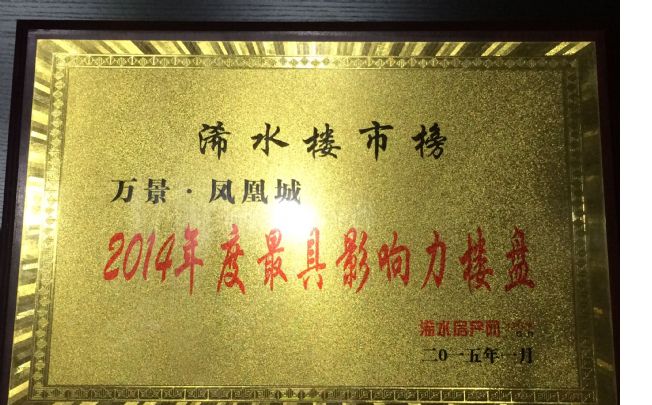 浠水楼市榜
万景·凤凰城
2014年度最具影响力楼盘
浠水房产网
二〇一五年一月